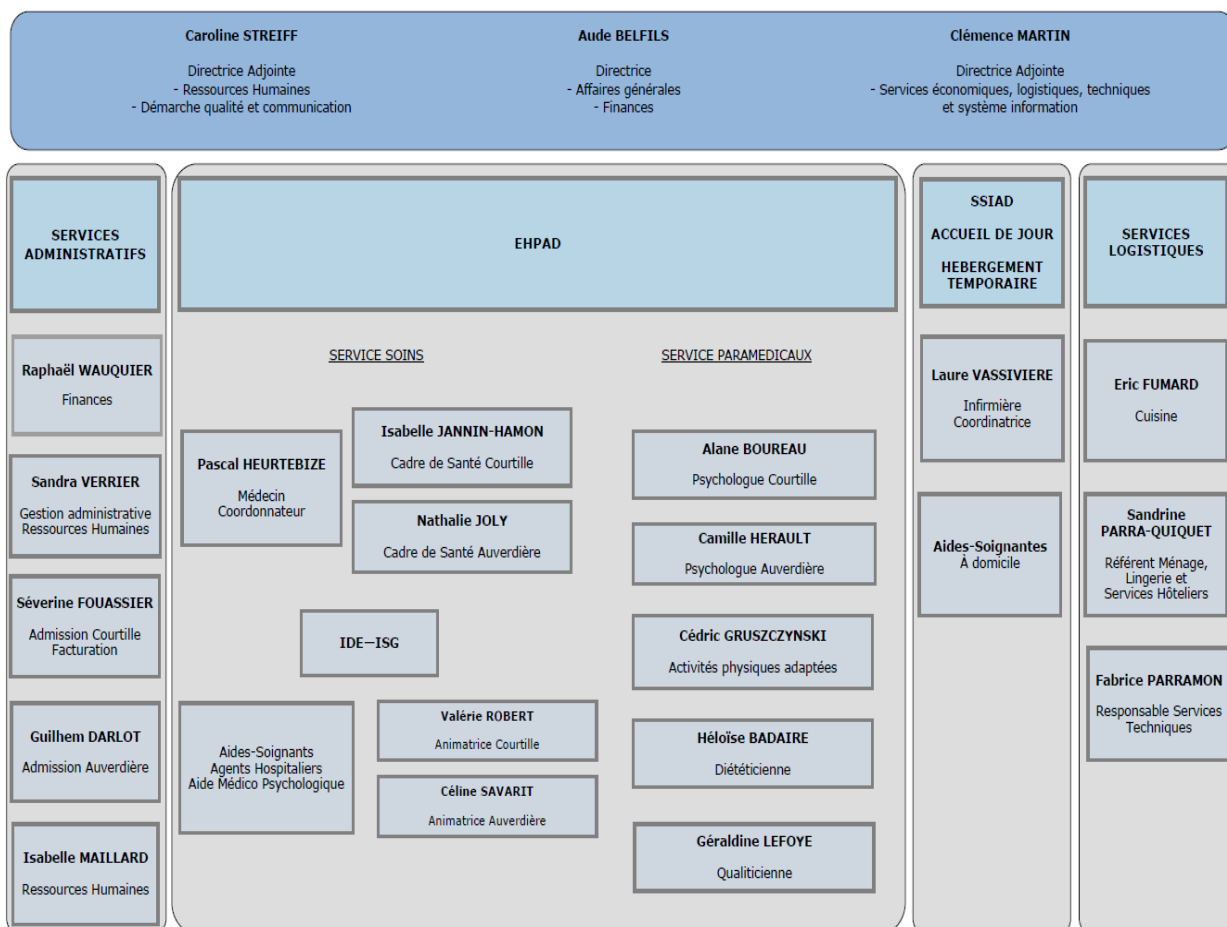 Caroline STREIFF
Directrice Adjointe
- Ressources Humaines
- Démarche qualité et communication
Aude BELFILS
Directrice
- Affaires générales
- Finances
Clémence MARTIN
Directrice Adjointe
- Services économiques, logistiques, techniques
et système information
SERVICES
ADMINISTRATIFS
Raphaël WAUQUIER
Finances
Sandra VERRIER
Gestion administrative
Ressources Humaines
Séverine FOUASSIER
Admission Courtille
Facturation
Guilhem DARLOT
Admission Auverdière
Isabelle MAILLARD
Ressources Humaines
EHPAD
SERVICE SOINS
Pascal HEURTEBIZE
Médecin
Coordonnateur
Isabelle JANNIN-HAMON
Cadre de Santé Courtille
Nathalie JOLY
Cadre de Santé Auverdière
IDE—ISG
Aides-Soignants
Agents Hospitaliers
Aide Médico Psychologique
Valérie ROBERT
Animatrice Courtille
Céline SAVARIT
Animatrice Auverdière
SERVICE PARAMEDICAUX
Alane BOUREAU
Psychologue Courtille
Camille HERAULT
Psychologue Auverdière
Cédric GRUSZCZYNSKI
Activités physiques adaptées
Héloïse BADAIRE
Diététicienne
Géraldine LEFOYE
Qualiticienne
SSIAD
ACCUEIL DE JOUR
HEBERGEMENT
TEMPORAIRE
Laure VASSIVIERE
Infirmière
Coordinatrice
Aides-Soignantes
À domicile
SERVICES
LOGISTIQUES
Eric FUMARD
Cuisine
Sandrine
PARRA-QUIQUET
Référent Ménage,
Lingerie et
Services Hôteliers
Fabrice PARRAMON
Responsable Services
Techniques